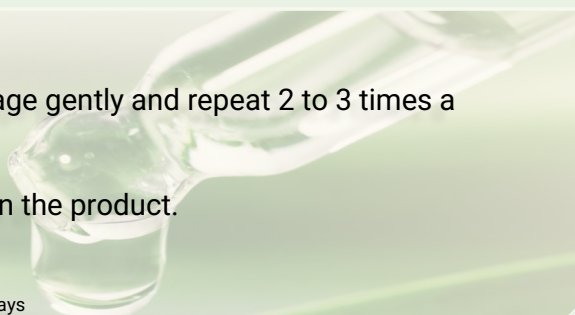 age gently and repeat 2 to 3 times a
n the product.
ays